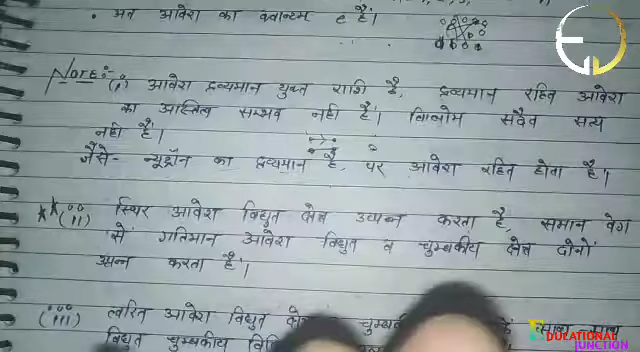 • अतः आवेश का क्वान्टम e है।
Note:- (i) आवेश द्रव्यमान युक्त राशि है, द्रव्यमान रहित आवेश
का अस्तित्व सम्भव नही है। विलोम सदैव सत्य
नही है।
जैसे- न्यूट्रॉन का द्रव्यमान है, पर आवेश रहित होता है।
** (ii) स्थिर आवेश विद्युत क्षेत्र उत्पन्न करता है, समान वेग
से गतिमान आवेश विद्युत व चुम्बकीय क्षेत्र दोनों
उत्पन्न करता है।
(iii) त्वरित आवेश विद्युत
विद्युत चुम्बकीय
EDUCATIONAL
JUNCTION